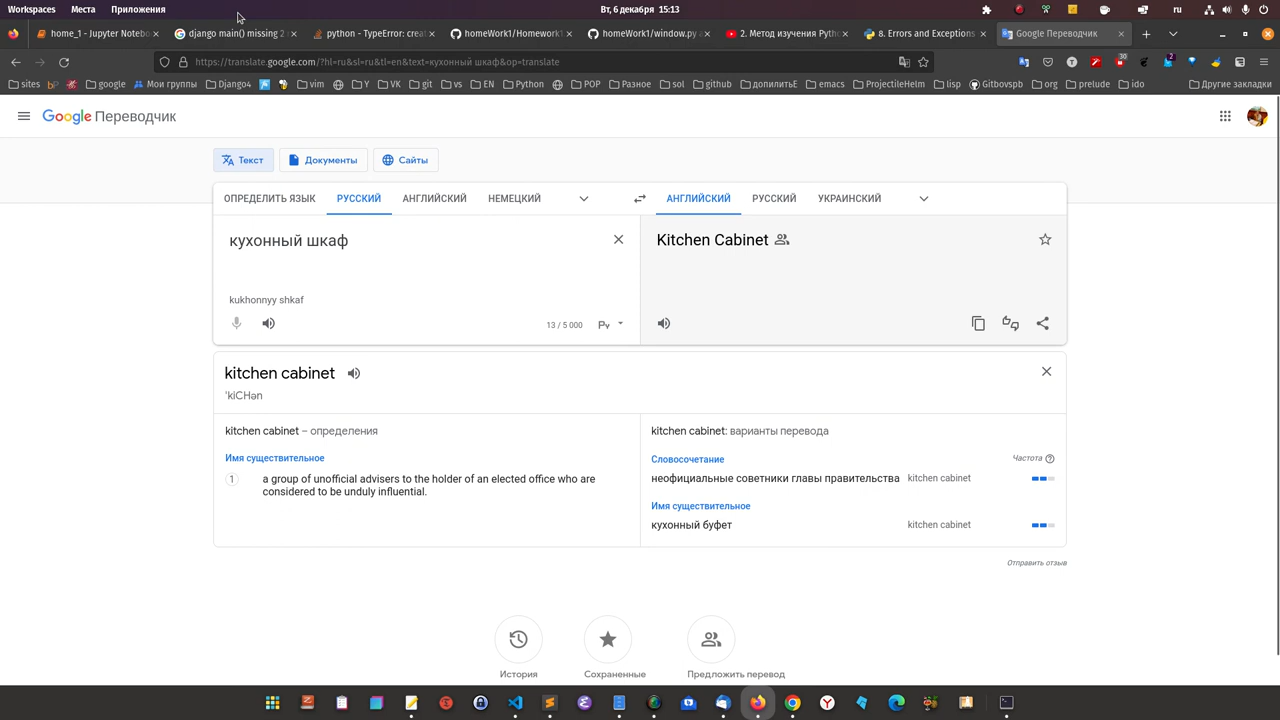 Workspaces Места Приложения Вт, 6 декабря 15:13 ru
home_1 - Jupyter Noteb django main() missing 2 python - TypeError: creat homeWork1/Homework1 homeWork1/window.py 2. Метод изучения Pyth 8. Errors and Exceptions Google Переводчик
https://translate.google.com/?hl=ru&sl=ru&tl=en&text=кухонный шкаф&op=translate 30 2
sites google Мои группы Django4 vim Y VK git vs EN Python POP Разное sol github допилитьЕ emacs ProjectileHelm lisp Gitbovspb org prelude ido Другие закладки
Google Переводчик
Текст Документы Сайты
ОПРЕДЕЛИТЬ ЯЗЫК РУССКИЙ АНГЛИЙСКИЙ НЕМЕЦКИЙ АНГЛИЙСКИЙ РУССКИЙ УКРАИНСКИЙ
кухонный шкаф Kitchen Cabinet
kukhonnyy shkaf
13 / 5 000
kitchen cabinet
ˈkiCHən
kitchen cabinet – определения
kitchen cabinet: варианты перевода
Имя существительное
Словосочетание Частота
1 a group of unofficial advisers to the holder of an elected office who are
considered to be unduly influential.
неофициальные советники главы правительства kitchen cabinet
Имя существительное
кухонный буфет kitchen cabinet
Отправить отзыв
История Сохраненные Предложить перевод